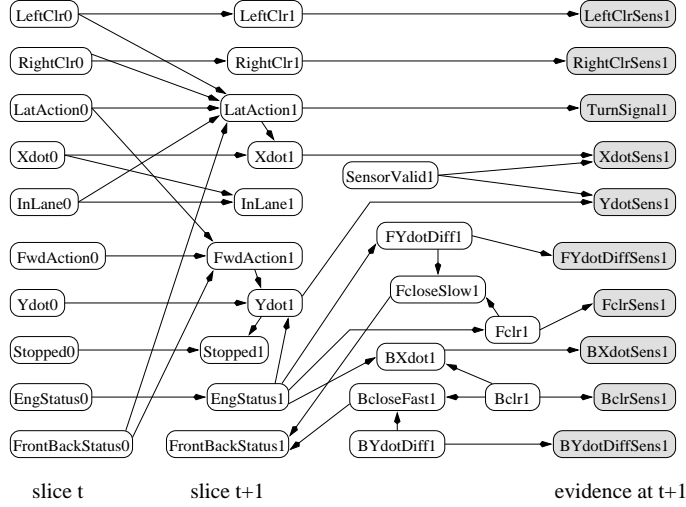 LeftClr0 LeftClr1 LeftClrSens1
RightClr0 RightClr1 RightClrSens1
LatAction0 LatAction1 TurnSignal1
Xdot0 Xdot1 XdotSens1
SensorValid1
InLane0 InLane1 YdotSens1
FYdotDiff1
FwdAction0 FwdAction1 FYdotDiffSens1
FcloseSlow1
Ydot0 Ydot1 FclrSens1
Fclr1
Stopped0 Stopped1 BXdot1 BXdotSens1
EngStatus0 EngStatus1 BcloseFast1 Bclr1 BclrSens1
FrontBackStatus0 FrontBackStatus1 BYdotDiff1 BYdotDiffSens1
slice t slice t+1 evidence at t+1